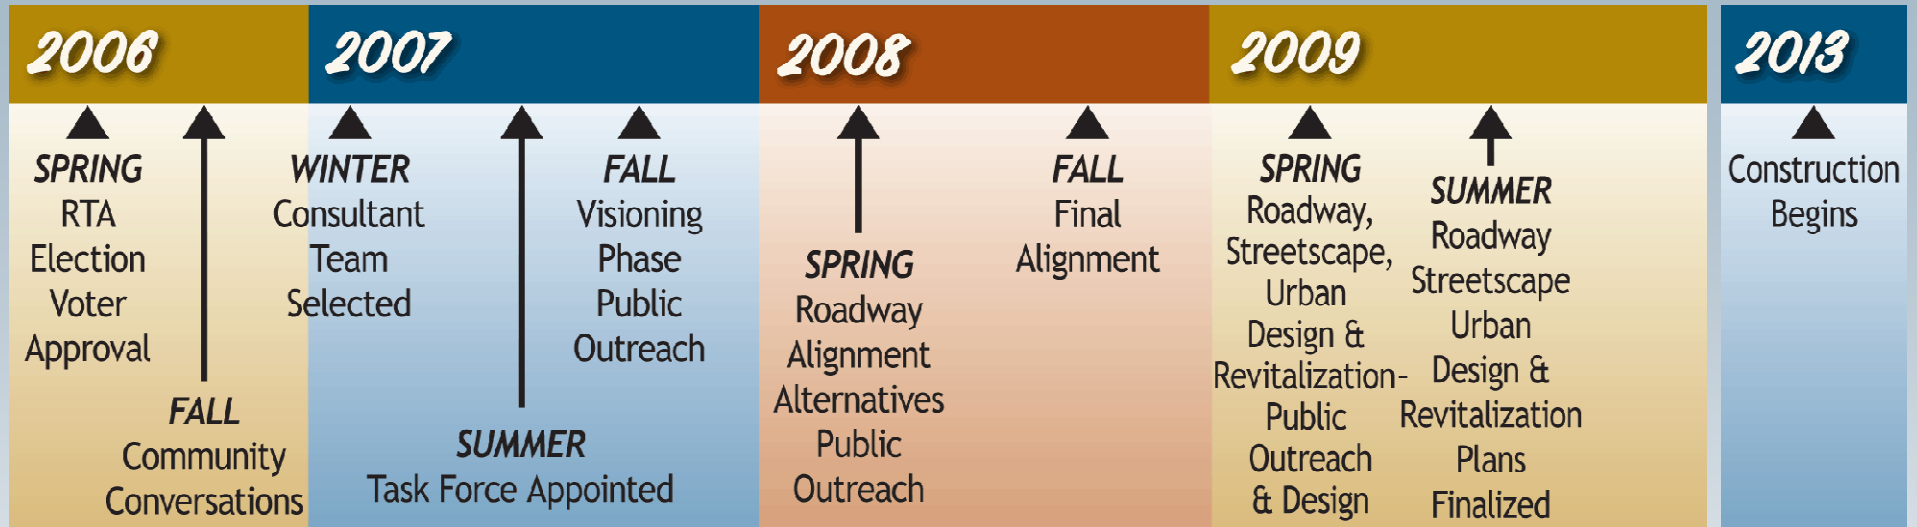 2006
2007
2008
2009
2013
SPRING
RTA
Election
Voter
Approval
FALL
Community
Conversations
WINTER
Consultant
Team
Selected
SUMMER
Task Force Appointed
FALL
Visioning
Phase
Public
Outreach
SPRING
Roadway
Alignment
Alternatives
Public
Outreach
FALL
Final
Alignment
SPRING
Roadway,
Streetscape,
Urban
Design &
Revitalization-
Public
Outreach
& Design
SUMMER
Roadway
Streetscape
Urban
Design &
Revitalization
Plans
Finalized
Construction
Begins